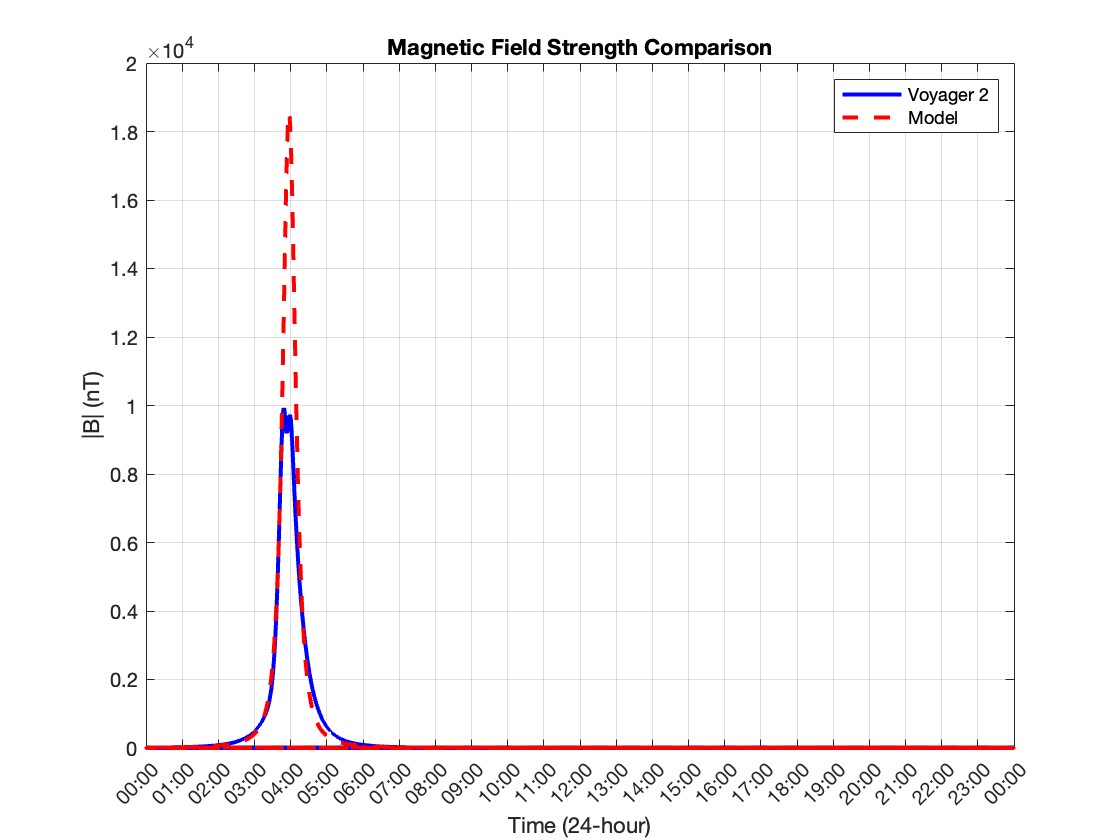 Magnetic Field Strength Comparison
×10⁴
Voyager 2
Model
2
1.8
1.6
1.4
1.2
1
0.8
0.6
0.4
0.2
0
|B| (nT)
00:00 01:00 02:00 03:00 04:00 05:00 06:00 07:00 08:00 09:00 10:00 11:00 12:00 13:00 14:00 15:00 16:00 17:00 18:00 19:00 20:00 21:00 22:00 23:00 00:00
Time (24-hour)